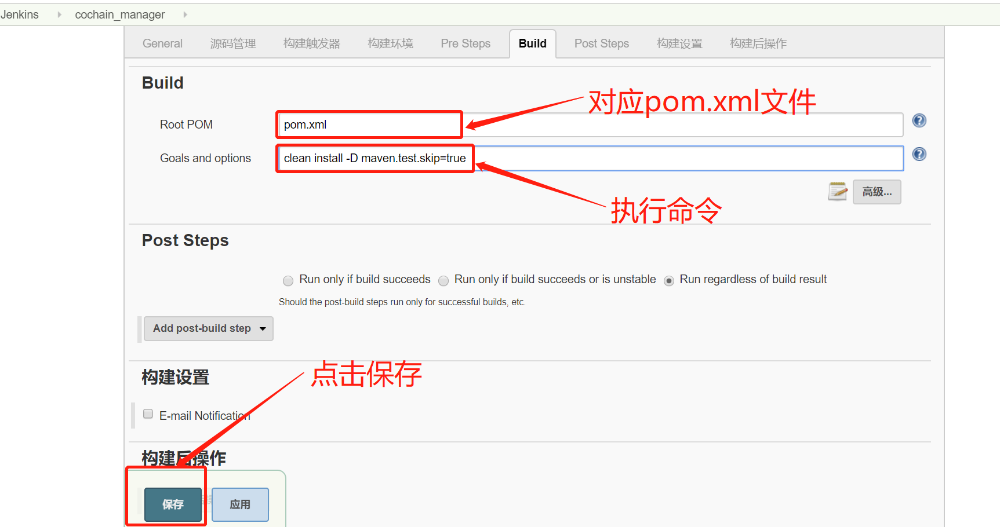 Jenkins cochain_manager
General 源码管理 构建触发器 构建环境 Pre Steps Build Post Steps 构建设置 构建后操作
Build
对应pom.xml文件
Root POM pom.xml
Goals and options clean install -D maven.test.skip=true
高级...
执行命令
Post Steps
Run only if build succeeds Run only if build succeeds or is unstable Run regardless of build result
Should the post-build steps run only for successful builds, etc.
Add post-build step
点击保存
构建设置
E-mail Notification
构建后操作
保存 应用